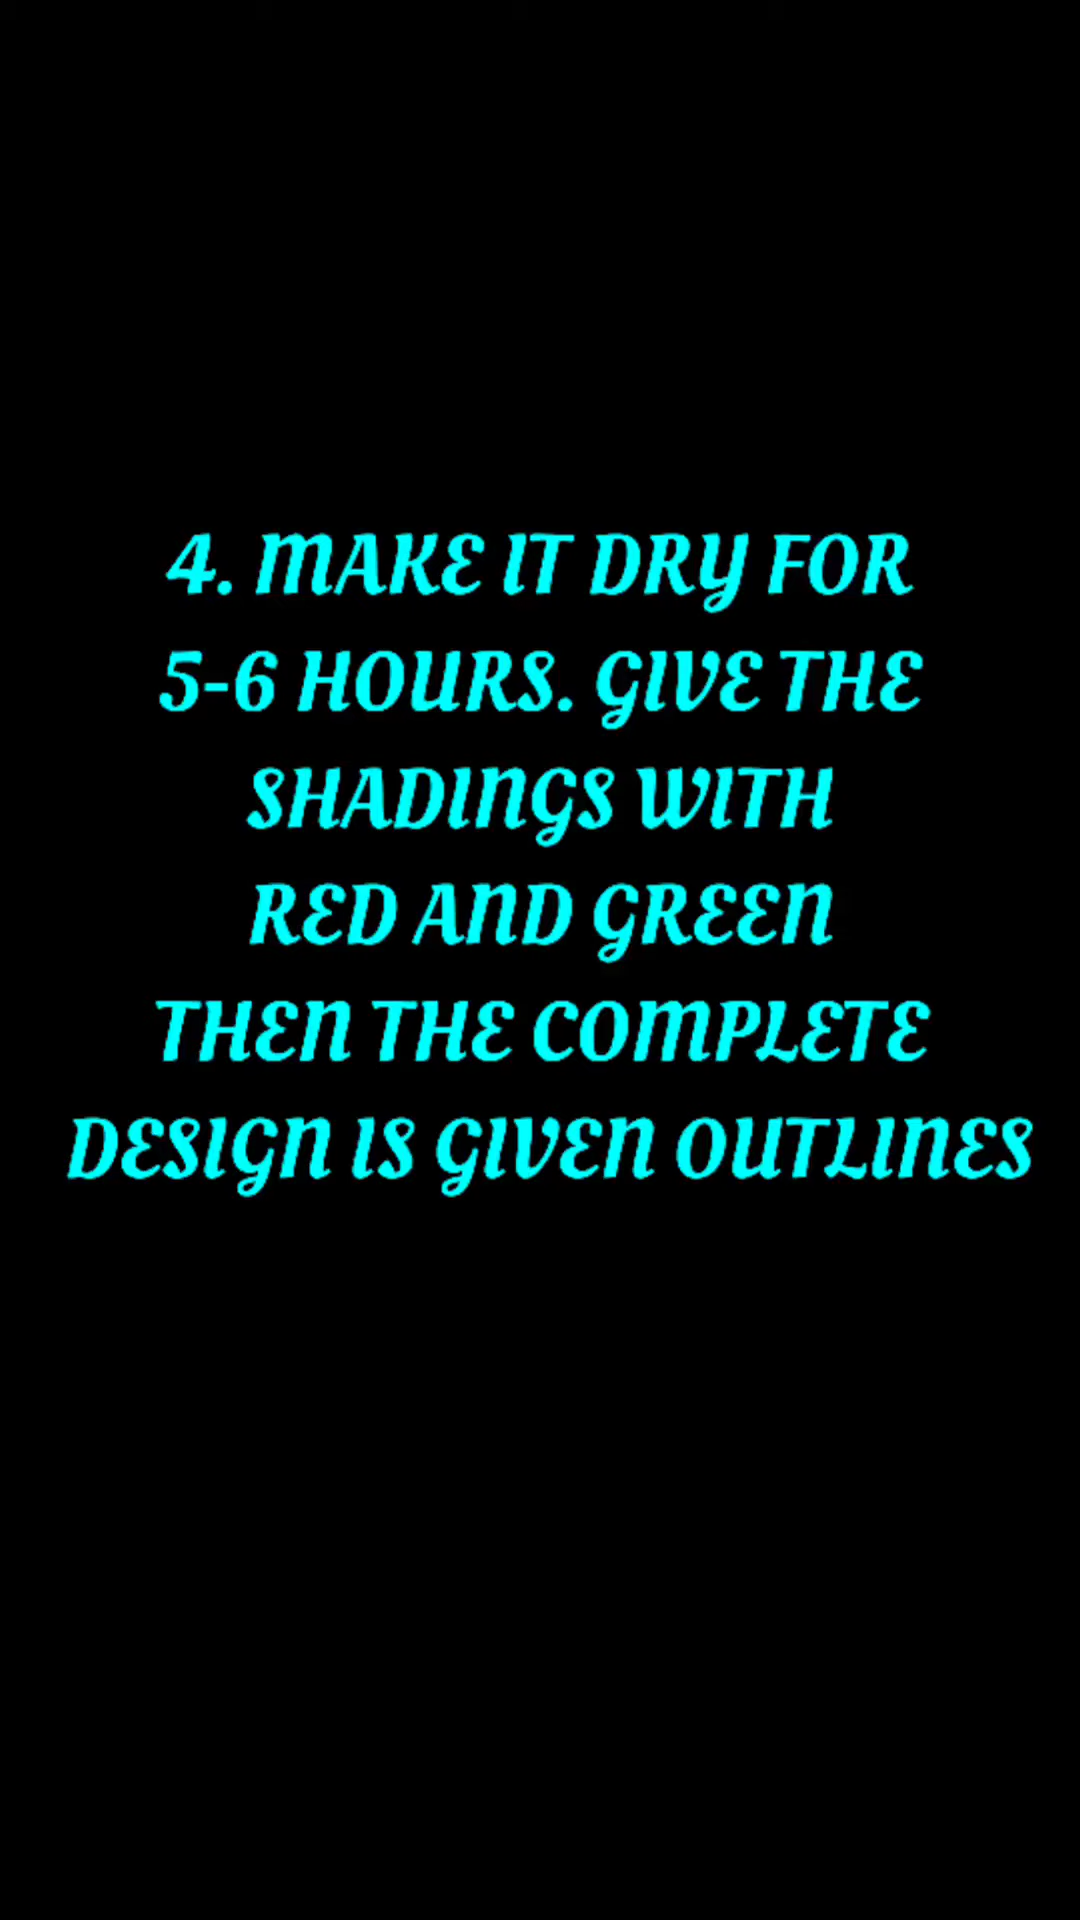 4. MAKE IT DRY FOR
5-6 HOURS. GIVE THE
SHADINGS WITH
RED AND GREEN
THEN THE COMPLETE
DESIGN IS GIVEN OUTLINES